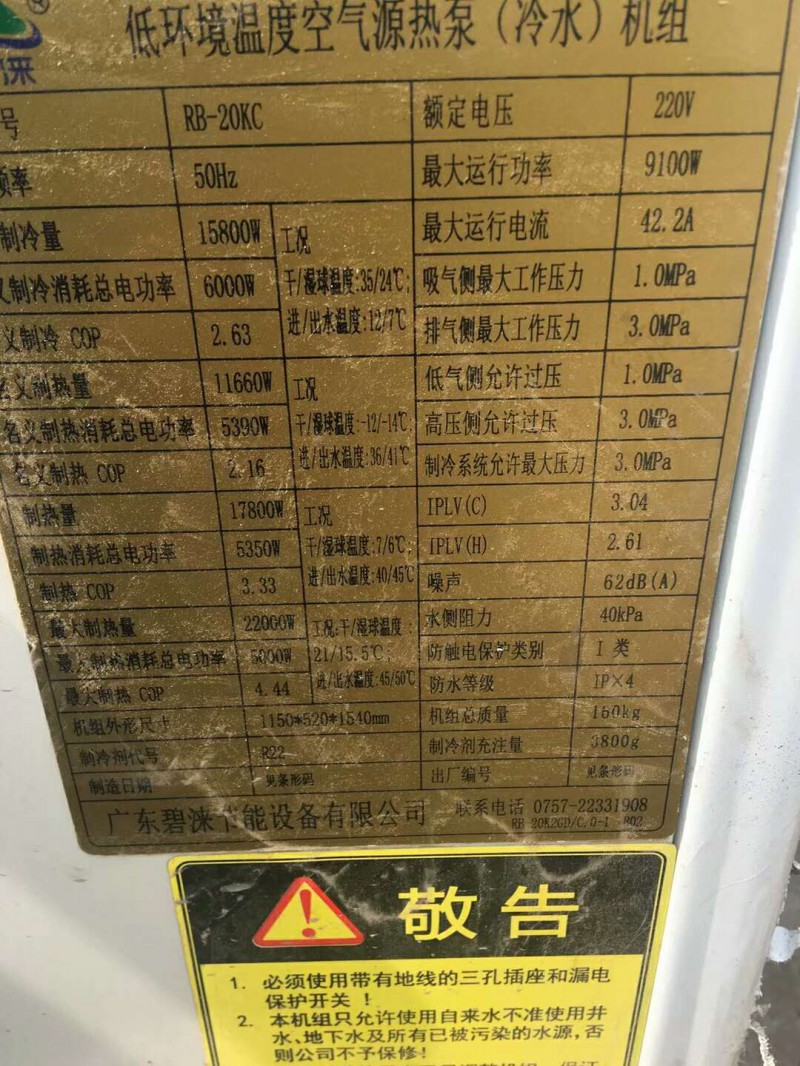 ®
涞
低环境温度空气源热泵(冷水)机组
号 RB-20KC 额定电压 220V
频率 50Hz 最大运行功率 9100W
制冷量 15800W 工况 最大运行电流 42.2A
义制冷消耗总电功率 6000W 干/湿球温度:35/24℃; 吸气侧最大工作压力 1.0MPa
义制冷 COP 2.63 进/出水温度:12/7℃ 排气侧最大工作压力 3.0MPa
名义制热量 11660W 工况 低气侧允许过压 1.0MPa
名义制热消耗总电功率 5390W 干/湿球温度:-12/-14℃; 高压侧允许过压 3.0MPa
名义制热 COP 2.16 进/出水温度:36/41℃ 制冷系统允许最大压力 3.0MPa
制热量 17800W 工况 IPLV(C) 3.04
制热消耗总电功率 5350W 干/湿球温度:7/6℃; IPLV(H) 2.61
制热 COP 3.33 进/出水温度:40/45℃ 噪声 62dB(A)
最大制热量 22000W 工况:干/湿球温度: 水侧阻力 40kPa
最大制热消耗总电功率 5000W 21/15.5℃; 防触电保护类别 I 类
最大制热 COP 4.44 进/出水温度:45/50℃ 防水等级 IP×4
机组外形尺寸 1150*520*1540mm 机组总质量 150kg
制冷剂代号 R22 制冷剂充注量 3800g
制造日期 见条形码 出厂编号 见条形码
广东碧涞节能设备有限公司 联系电话 0757-22331908
RB-20K2GD/C.0-1 B02
敬告
1. 必须使用带有地线的三孔插座和漏电
保护开关！
2. 本机组只允许使用自来水不准使用井
水、地下水及所有已被污染的水源,否
则公司不予保修!